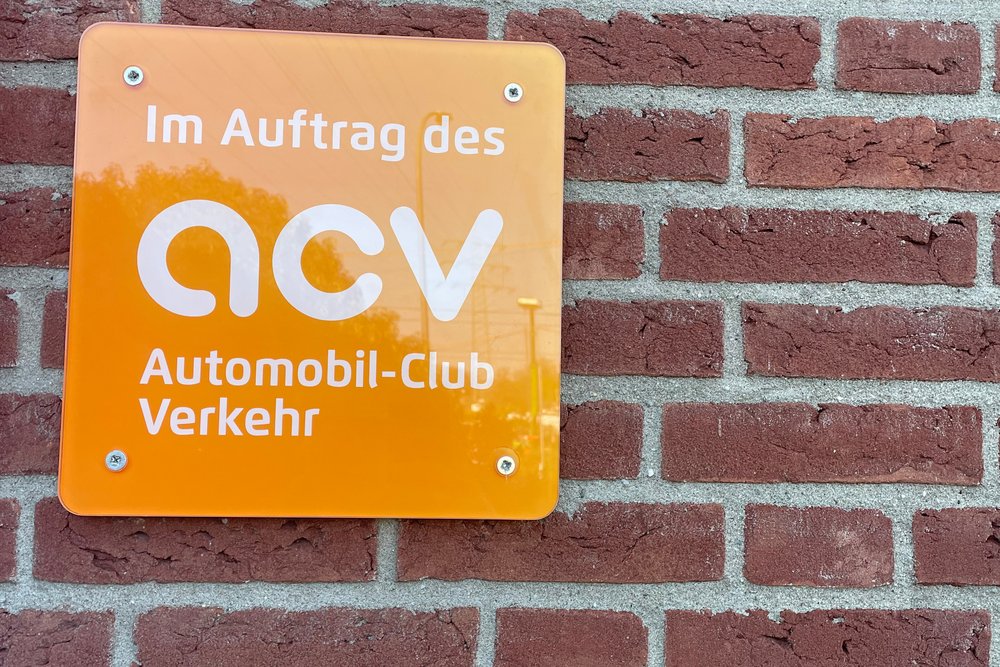 Im Auftrag des
acv
Automobil-Club
Verkehr